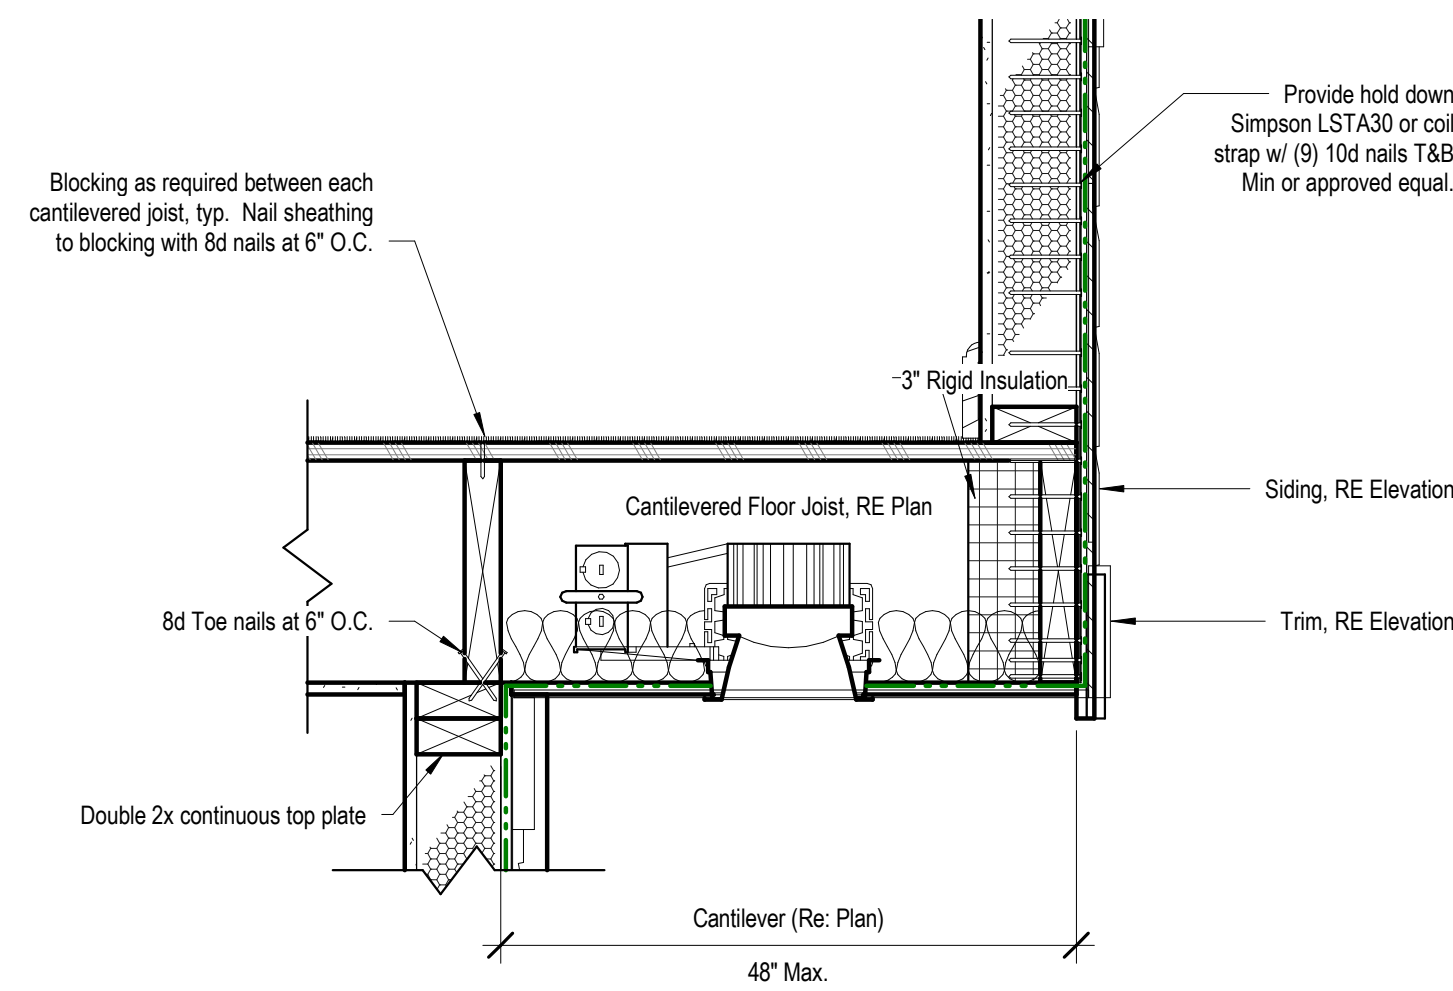 Provide hold down
Simpson LSTA30 or coil
strap w/ (9) 10d nails T&B
Min or approved equal.
Blocking as required between each
cantilevered joist, typ. Nail sheathing
to blocking with 8d nails at 6" O.C.
3" Rigid Insulation
Cantilevered Floor Joist, RE Plan
Siding, RE Elevation
8d Toe nails at 6" O.C.
Trim, RE Elevation
Double 2x continuous top plate
Cantilever (Re: Plan)
48" Max.